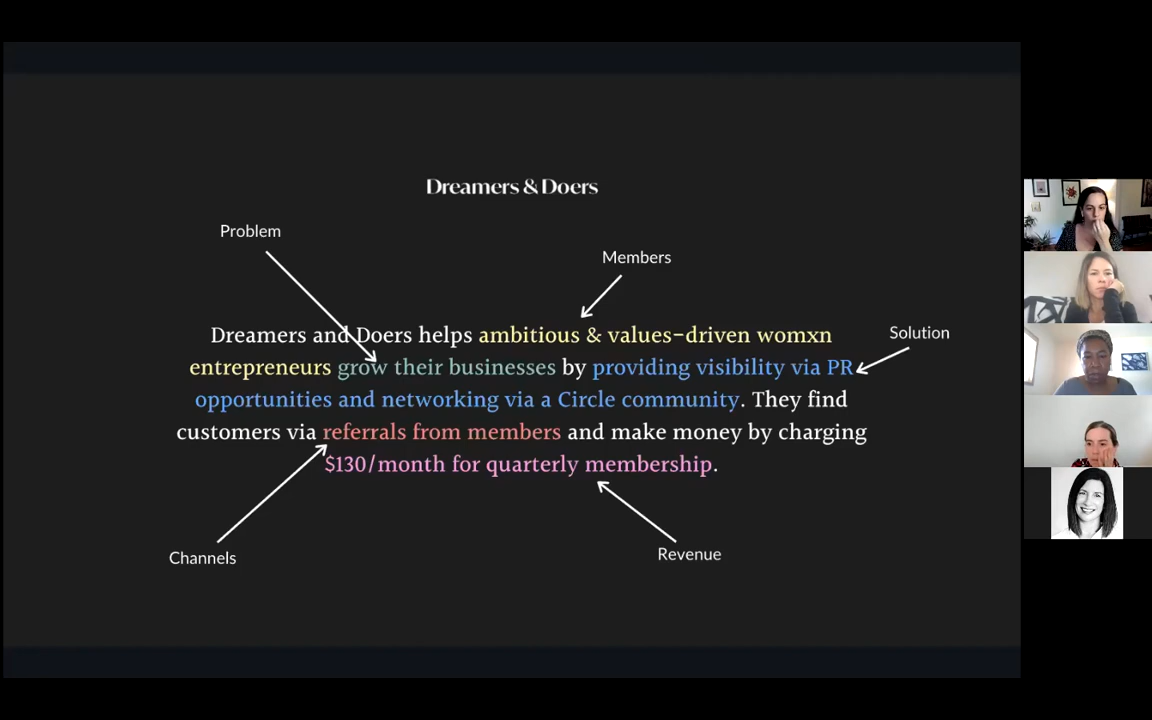 Dreamers & Doers
Problem
Members
Dreamers and Doers helps ambitious & values-driven womxn
Solution
entrepreneurs grow their businesses by providing visibility via PR
opportunities and networking via a Circle community. They find
customers via referrals from members and make money by charging
$130/month for quarterly membership.
Channels
Revenue